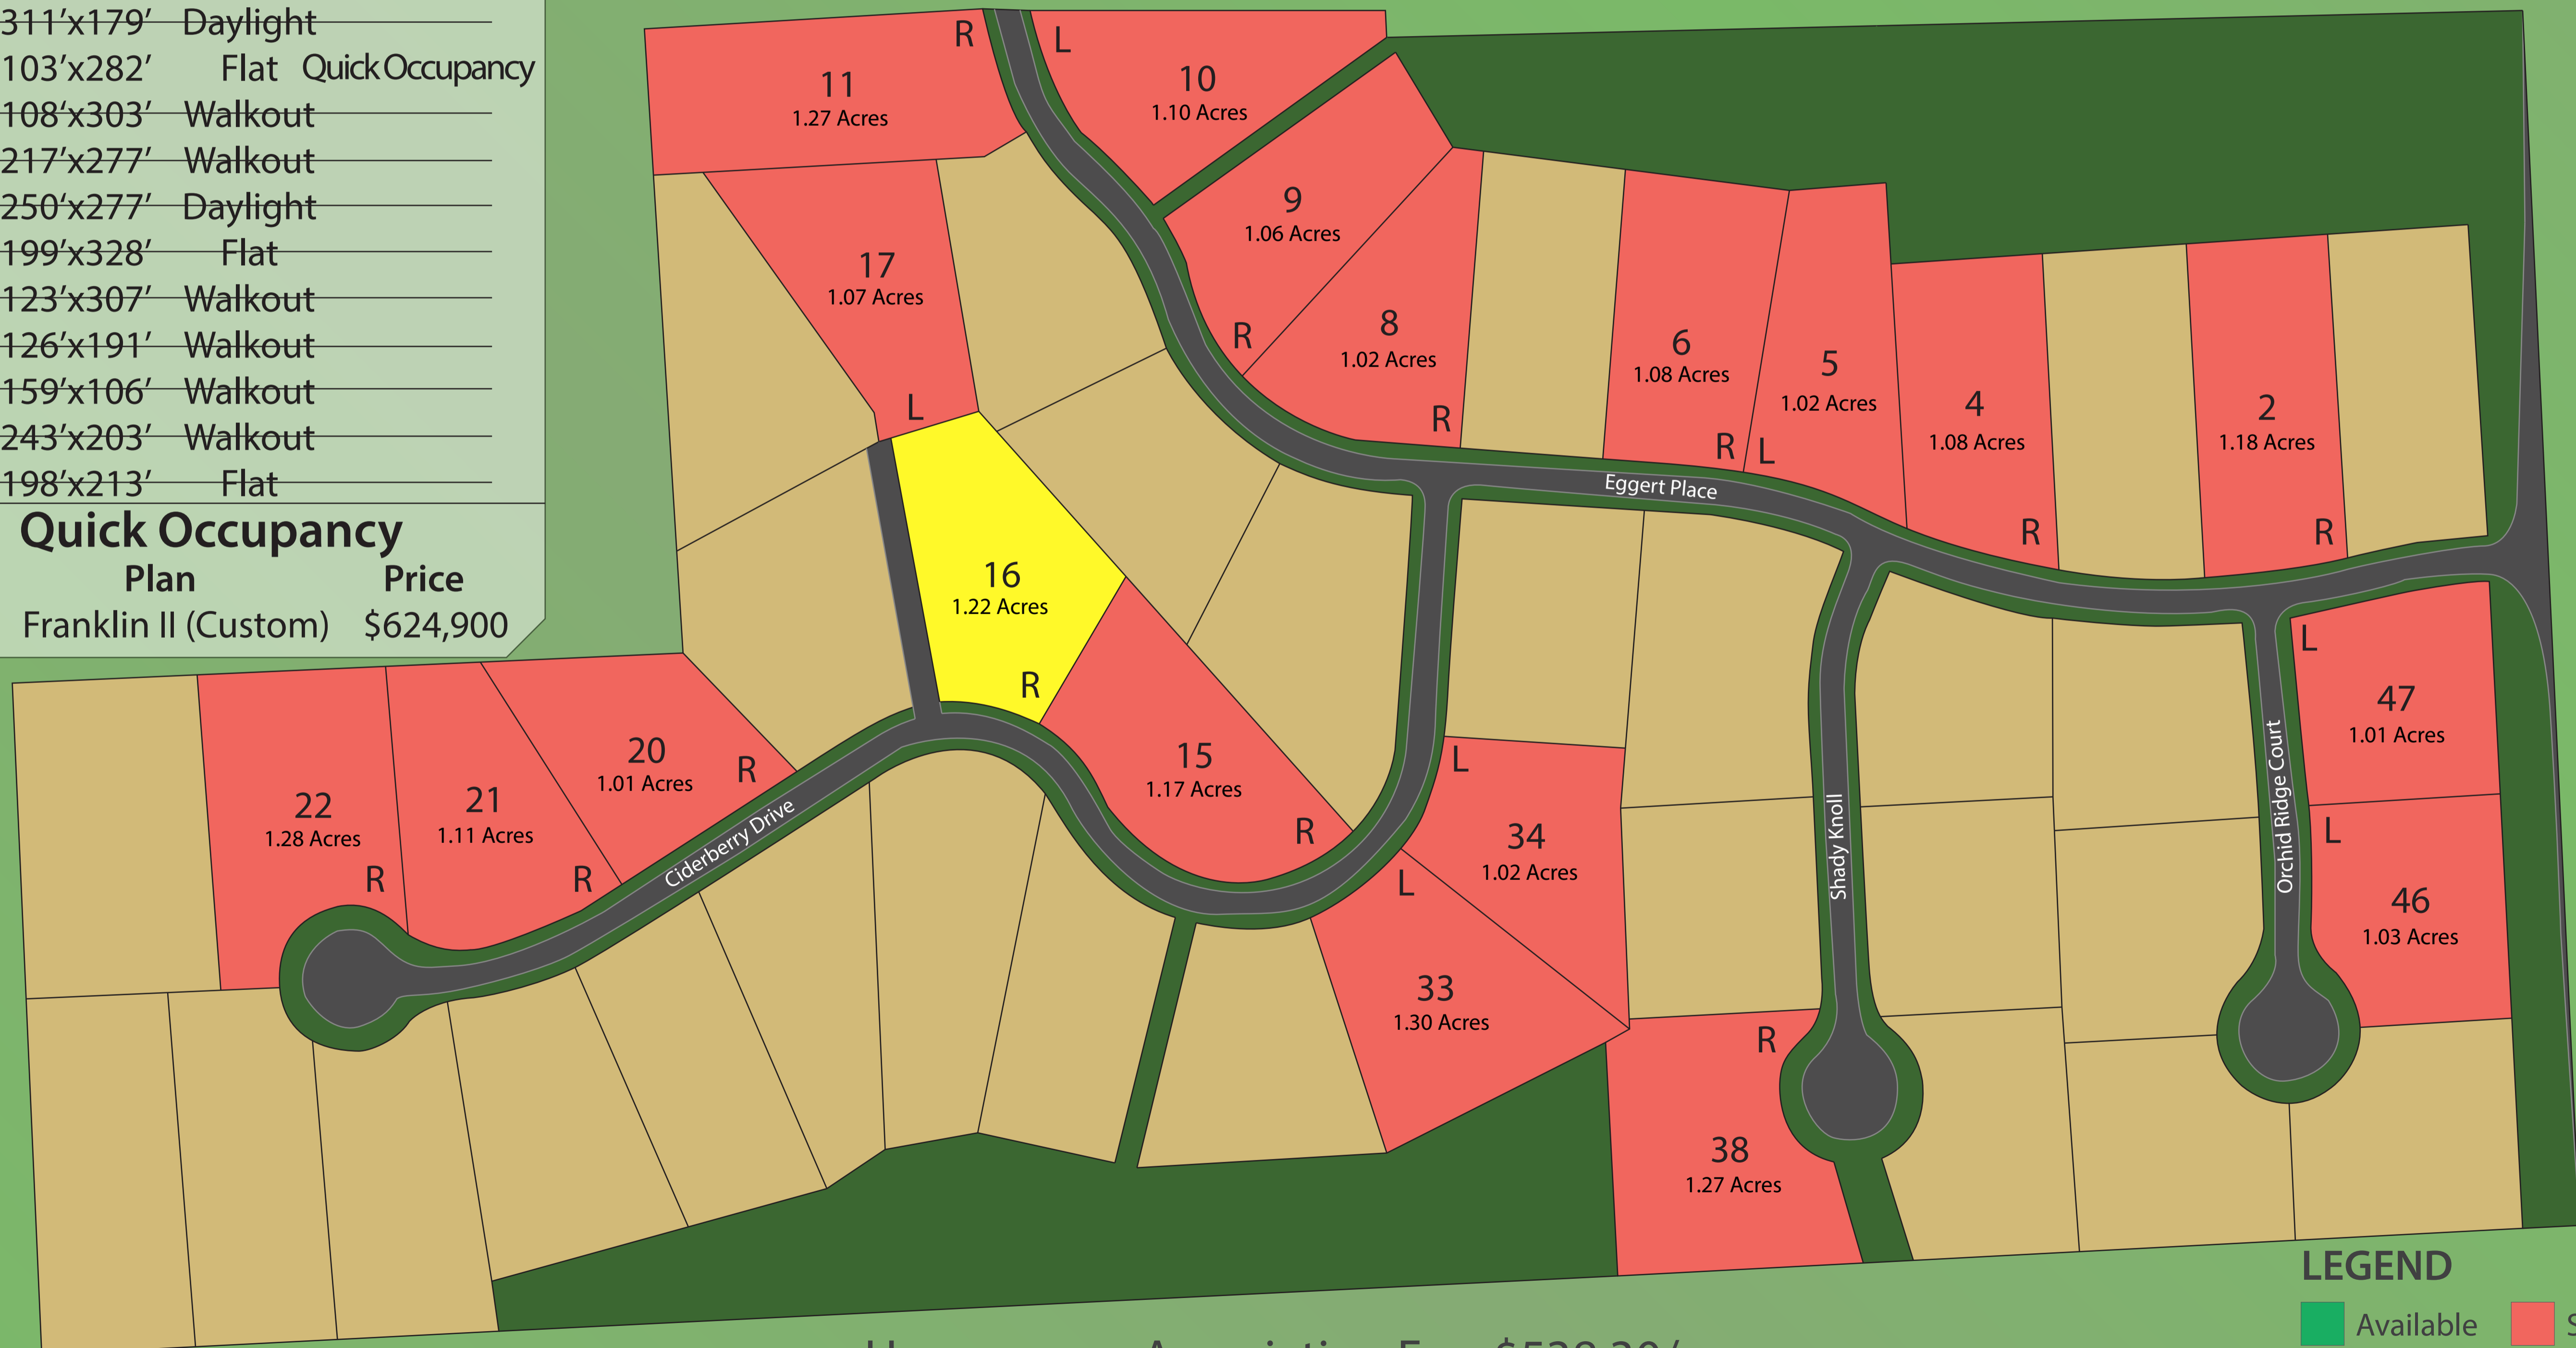 311’x179’ Daylight
103’x282’ Flat Quick Occupancy
108‘x303’ Walkout
217’x277’ Walkout
250’x277’ Daylight
199’x328’ Flat
123’x307’ Walkout
126’x191’ Walkout
159’x106’ Walkout
243’x203’ Walkout
198’x213’ Flat
Quick Occupancy
Plan Price
Franklin II (Custom) $624,900
11
1.27 Acres
R
L
10
1.10 Acres
17
1.07 Acres
L
9
1.06 Acres
R
8
1.02 Acres
R
6
1.08 Acres
R
5
1.02 Acres
L
4
1.08 Acres
R
2
1.18 Acres
R
Eggert Place
16
1.22 Acres
R
15
1.17 Acres
R
22
1.28 Acres
R
21
1.11 Acres
R
20
1.01 Acres
R
Ciderberry Drive
L
34
1.02 Acres
L
33
1.30 Acres
Shady Knoll
R
38
1.27 Acres
Orchid Ridge Court
L
47
1.01 Acres
L
46
1.03 Acres
LEGEND
Available